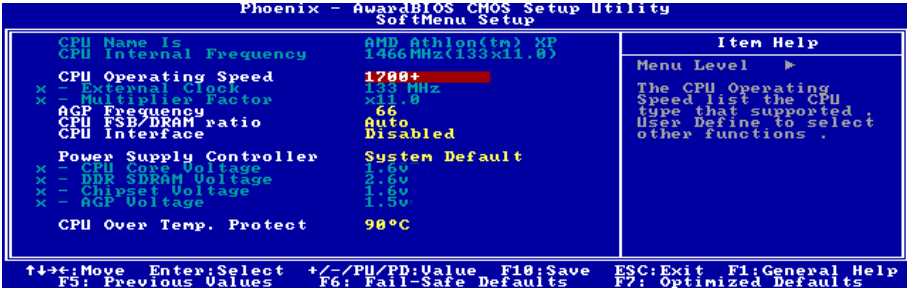 Phoenix - AwardBIOS CMOS Setup Utility
SoftMenu Setup
CPU Name Is AMD Athlon(tm) XP
CPU Internal Frequency 1466MHz(133x11.0)
CPU Operating Speed 1700+
x - External Clock 133 MHz
x - Multiplier Factor x11.0
AGP Frequency 66
CPU FSB/DRAM ratio Auto
CPU Interface Disabled
Power Supply Controller System Default
x - CPU Core Voltage 1.6v
x - DDR SDRAM Voltage 2.6v
x - Chipset Voltage 1.6v
x - AGP Voltage 1.5v
CPU Over Temp. Protect 90°C
Item Help
Menu Level ►
The CPU Operating
Speed list the CPU
type that supported .
User Define to select
other functions .
↑↓→←:Move Enter:Select +/-/PU/PD:Value F10:Save ESC:Exit F1:General Help
F5: Previous Values F6: Fail-Safe Defaults F7: Optimized Defaults